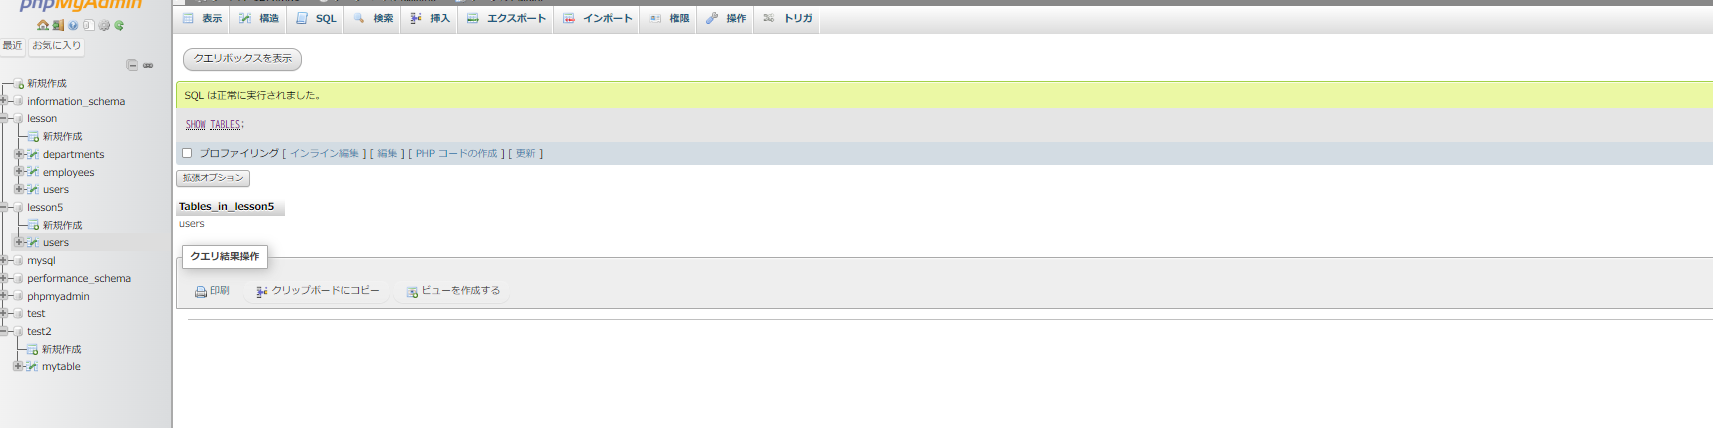 phpMyAdmin
最近 お気に入り
新規作成
information_schema
lesson
新規作成
departments
employees
users
lesson5
新規作成
users
mysql
performance_schema
phpmyadmin
test
test2
新規作成
mytable
表示 構造 SQL 検索 挿入 エクスポート インポート 権限 操作 トリガ
クエリボックスを表示
SQL は正常に実行されました。
SHOW TABLES;
プロファイリング [ インライン編集 ] [ 編集 ] [ PHP コードの作成 ] [ 更新 ]
拡張オプション
Tables_in_lesson5
users
クエリ結果操作
印刷 クリップボードにコピー ビューを作成する